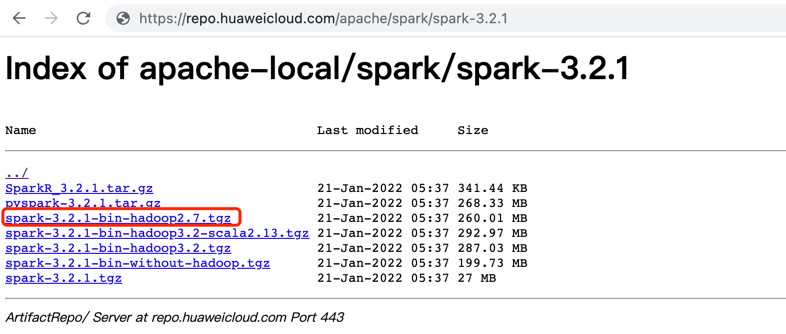 https://repo.huaweicloud.com/apache/spark/spark-3.2.1
Index of apache-local/spark/spark-3.2.1
Name Last modified Size
../
SparkR_3.2.1.tar.gz 21-Jan-2022 05:37 341.44 KB
pyspark-3.2.1.tar.gz 21-Jan-2022 05:37 268.33 MB
spark-3.2.1-bin-hadoop2.7.tgz 21-Jan-2022 05:37 260.01 MB
spark-3.2.1-bin-hadoop3.2-scala2.13.tgz 21-Jan-2022 05:37 292.97 MB
spark-3.2.1-bin-hadoop3.2.tgz 21-Jan-2022 05:37 287.03 MB
spark-3.2.1-bin-without-hadoop.tgz 21-Jan-2022 05:37 199.73 MB
spark-3.2.1.tgz 21-Jan-2022 05:37 27 MB
ArtifactRepo/ Server at repo.huaweicloud.com Port 443